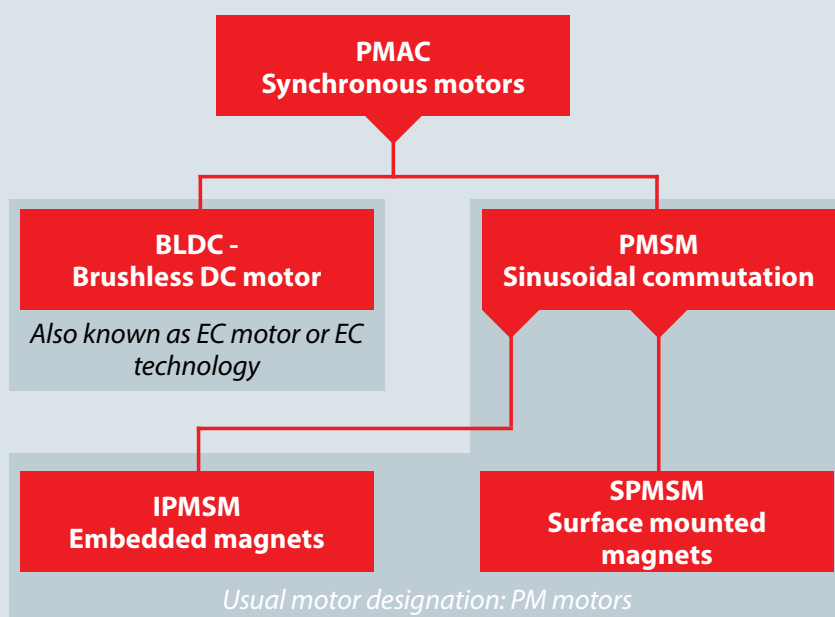 PMAC
Synchronous motors
BLDC -
Brushless DC motor
Also known as EC motor or EC
technology
PMSM
Sinusoidal commutation
IPMSM
Embedded magnets
SPMSM
Surface mounted
magnets
Usual motor designation: PM motors